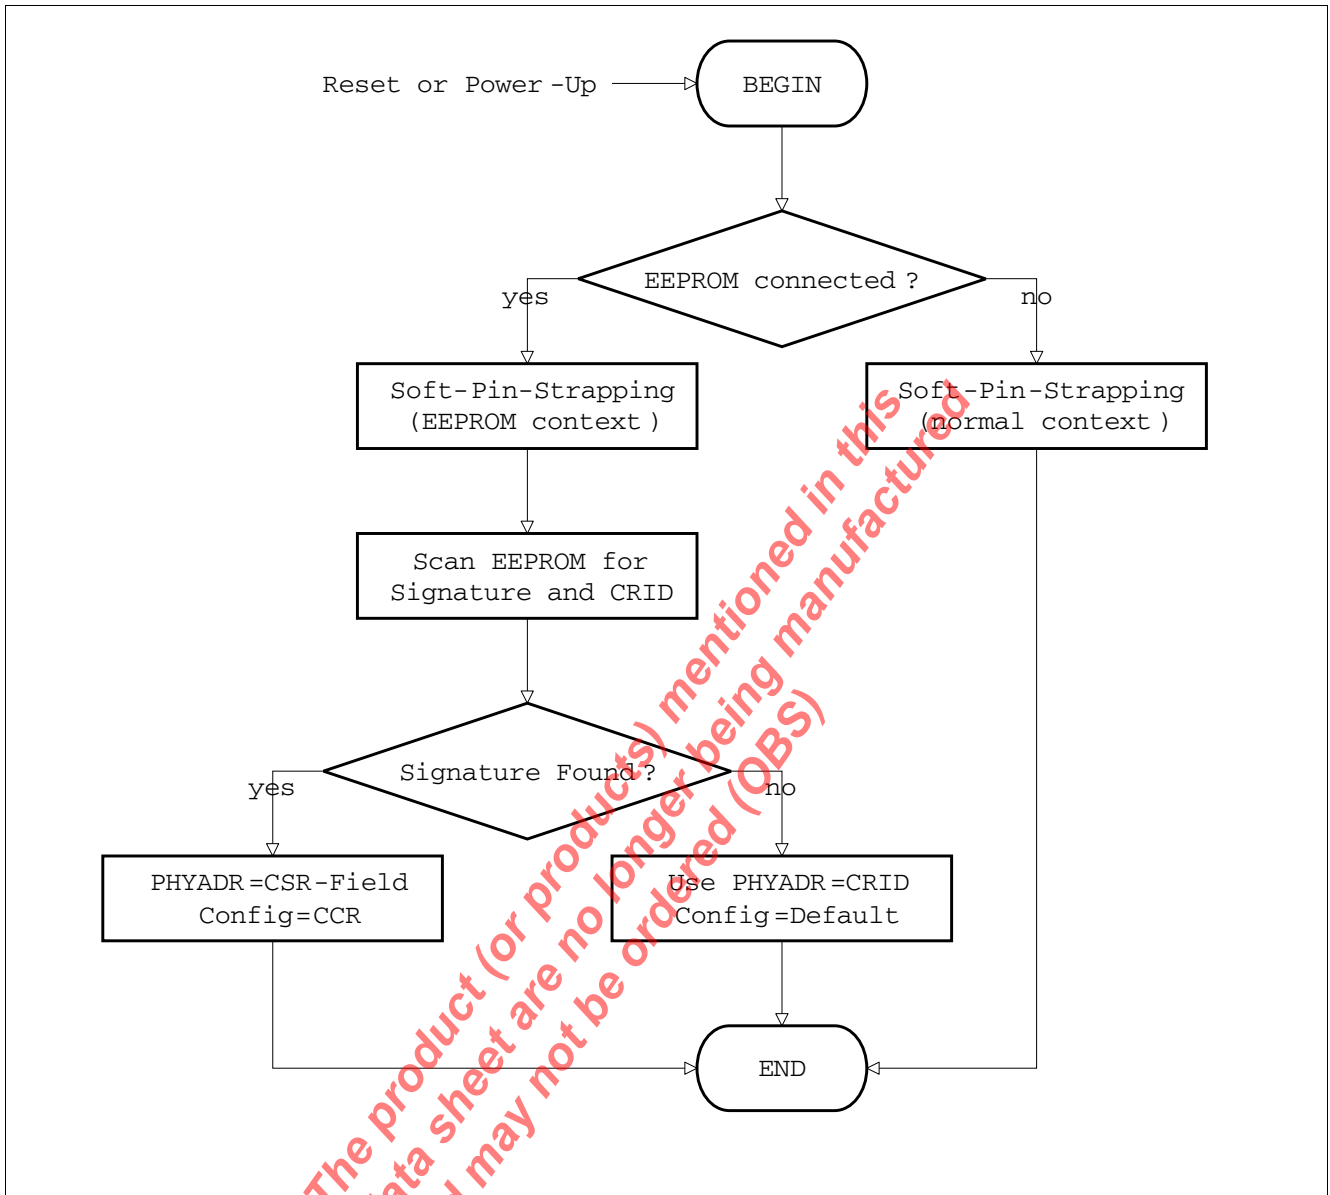 Reset or Power-Up
BEGIN
EEPROM connected?
yes
no
Soft-Pin-Strapping
(EEPROM context)
Soft-Pin-Strapping
(normal context)
Scan EEPROM for
Signature and CRID
Signature Found?
yes
no
PHYADR=CSR-Field
Config=CCR
Use PHYADR=CRID
Config=Default
END
The product (or products) mentioned in this
sheet are no longer being manufactured
may not be ordered (OBS)